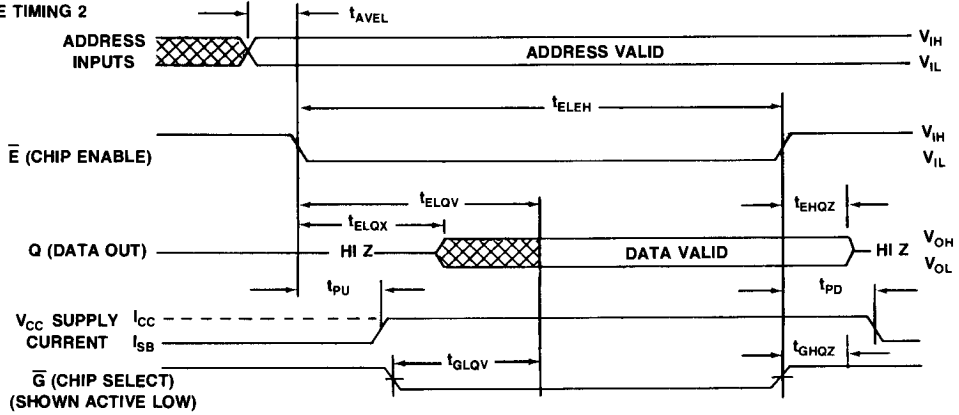 E TIMING 2
tAVEL
ADDRESS INPUTS
ADDRESS VALID
VIH
VIL
tELEH
E̅ (CHIP ENABLE)
VIH
VIL
tELQV
tEHQZ
tELQX
Q (DATA OUT)
HI Z
DATA VALID
HI Z
VOH
VOL
tPU
tPD
VCC SUPPLY CURRENT
ICC
ISB
tGLQV
tGHQZ
G̅ (CHIP SELECT)
(SHOWN ACTIVE LOW)